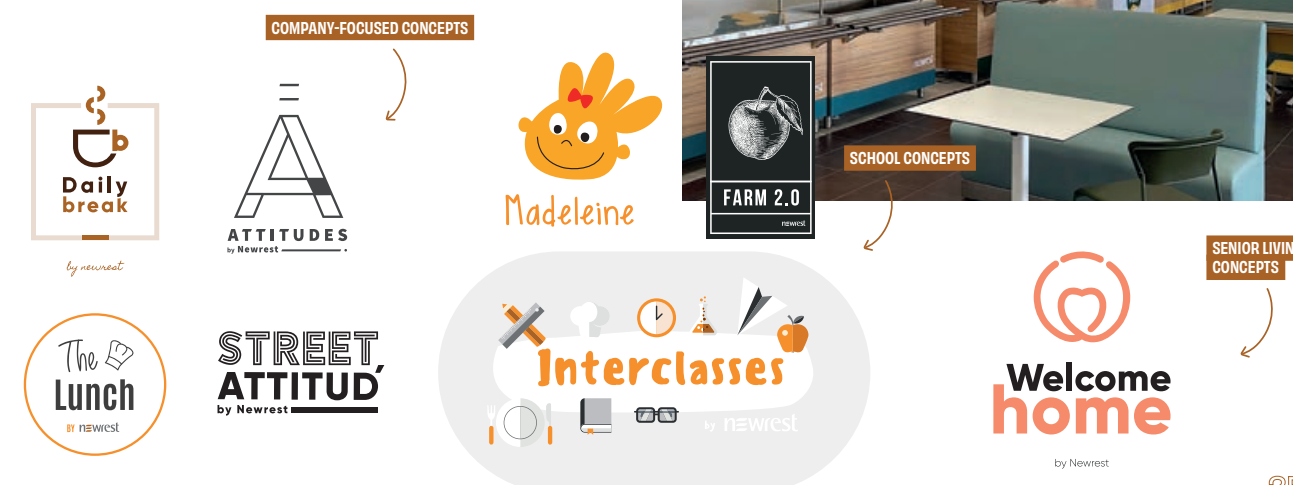 COMPANY-FOCUSED CONCEPTS
Daily
break
by newrest
ATTITUDES
by Newrest
The
Lunch
BY newrest
STREET
ATTITUD'
by Newrest
Madeleine
FARM 2.0
newrest
SCHOOL CONCEPTS
Interclasses
by newrest
SENIOR LIVIN
CONCEPTS
Welcome
home
by Newrest